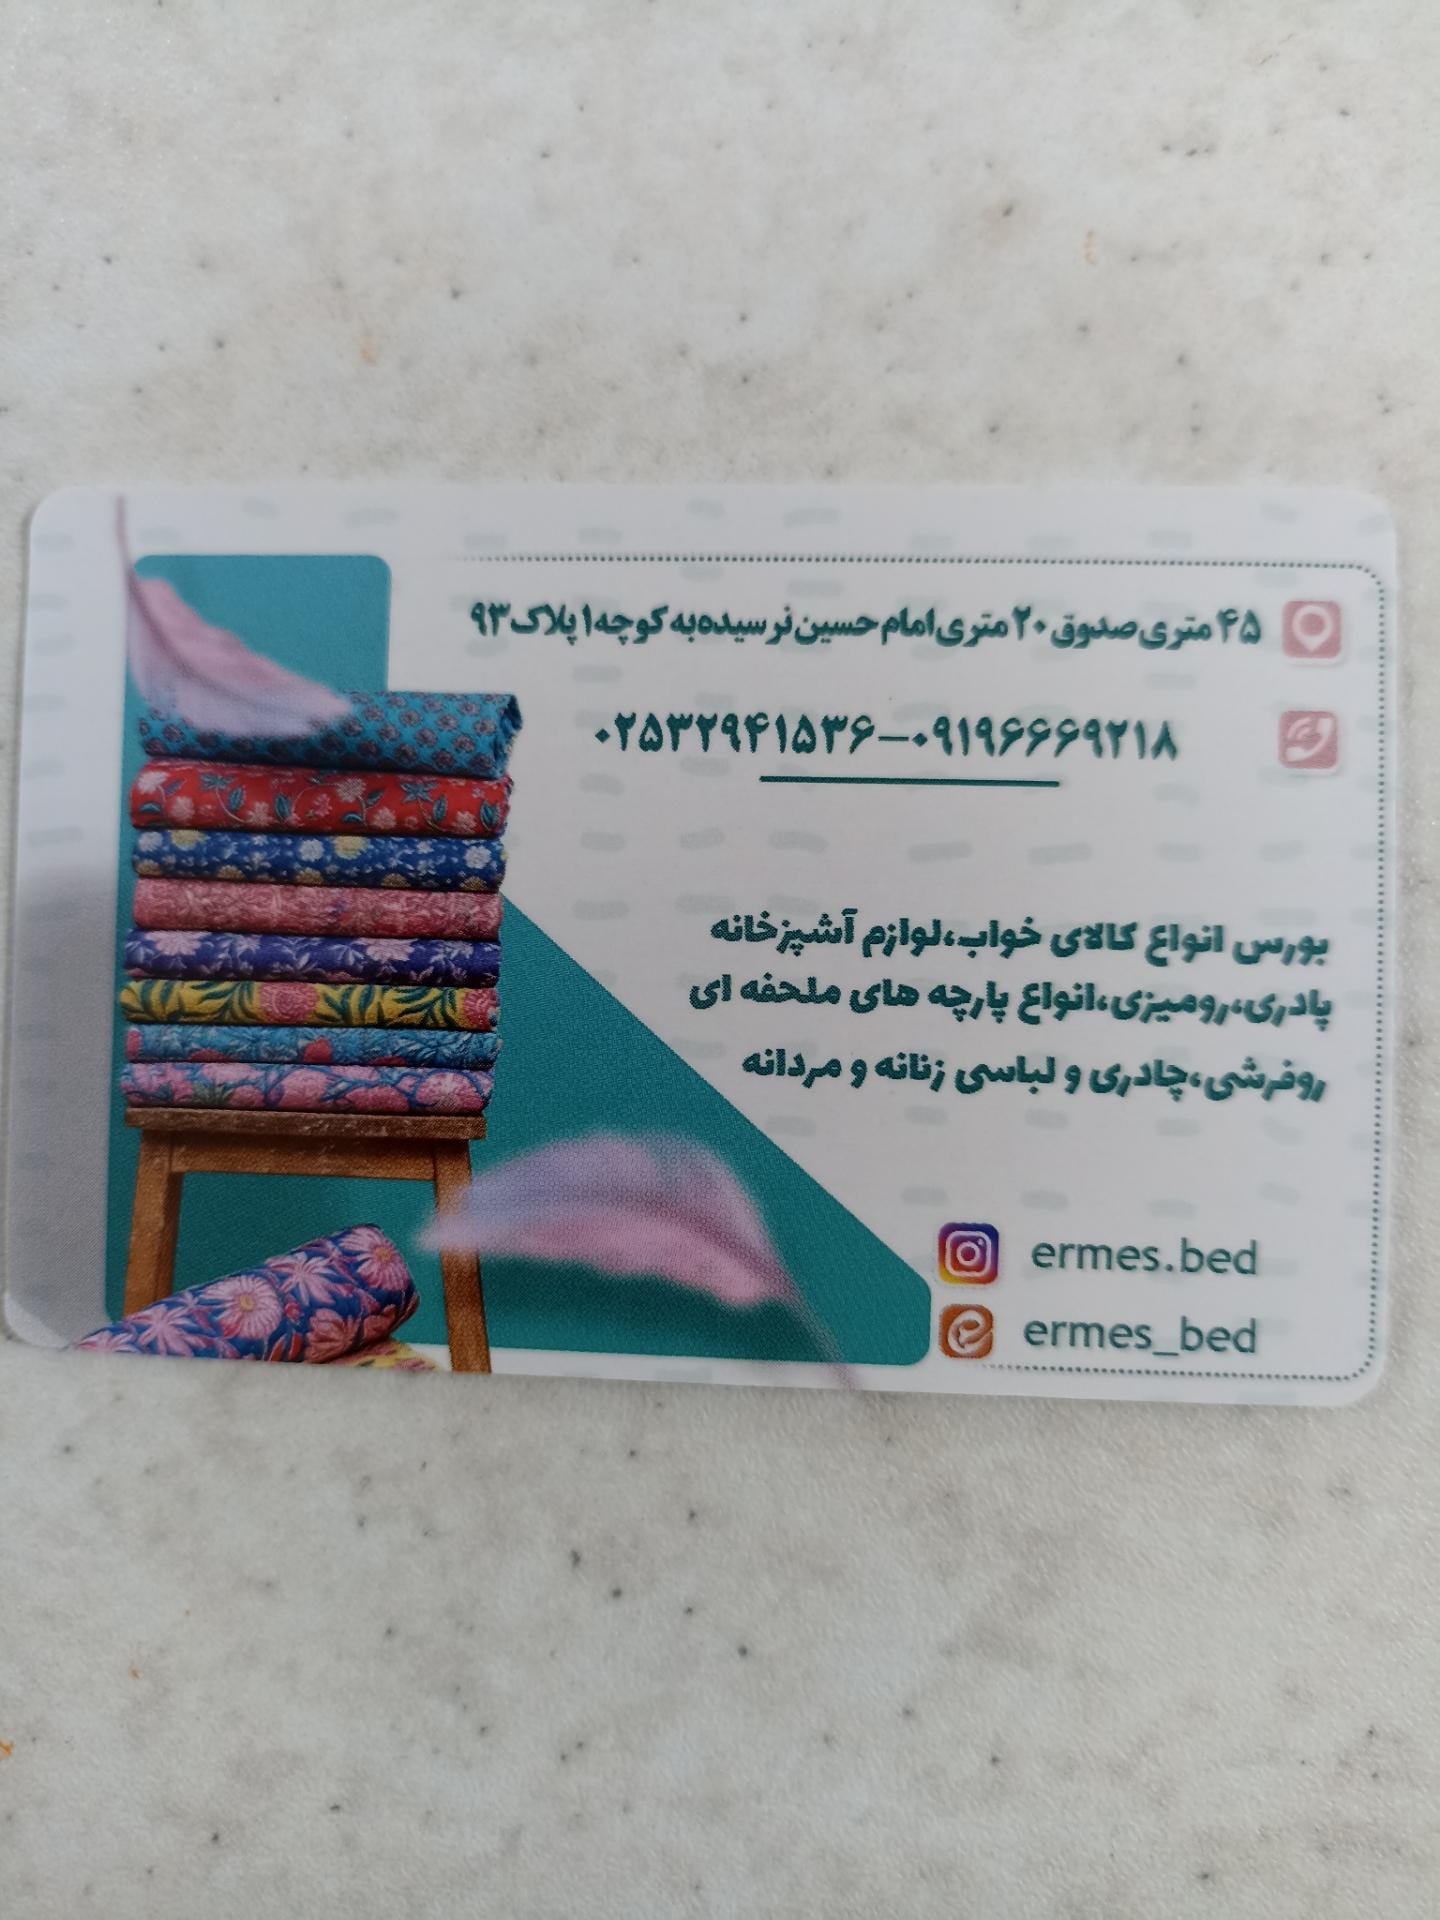 ۴۵ متری صدوق ۲۰ متری امام حسین نرسیده به کوچه ۱ پلاک ۹۳
۰۲۵۳۲۹۴۱۵۳۶-۰۹۱۹۶۶۶۹۲۱۸
بورس انواع کالای خواب،لوازم آشپزخانه
پادری،رومیزی،انواع پارچه های ملحفه ای
روفرشی،چادری و لباسی زنانه و مردانه
ermes.bed
ermes_bed